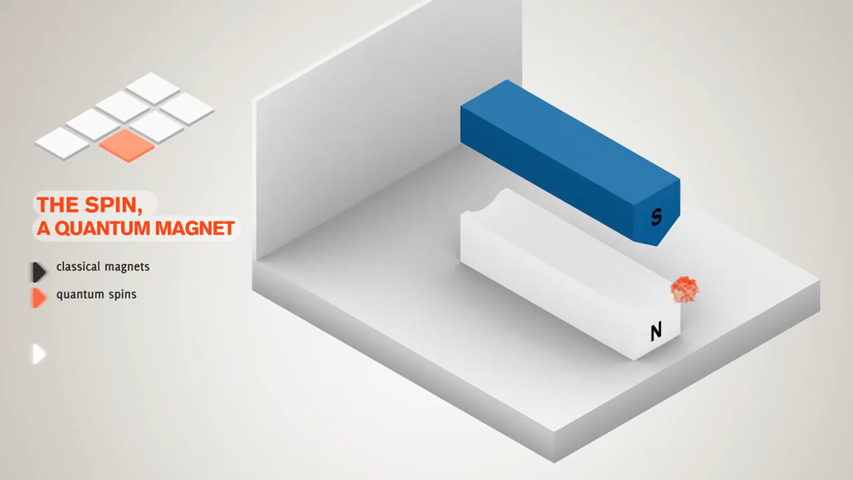 THE SPIN,
A QUANTUM MAGNET
classical magnets
quantum spins
S
N